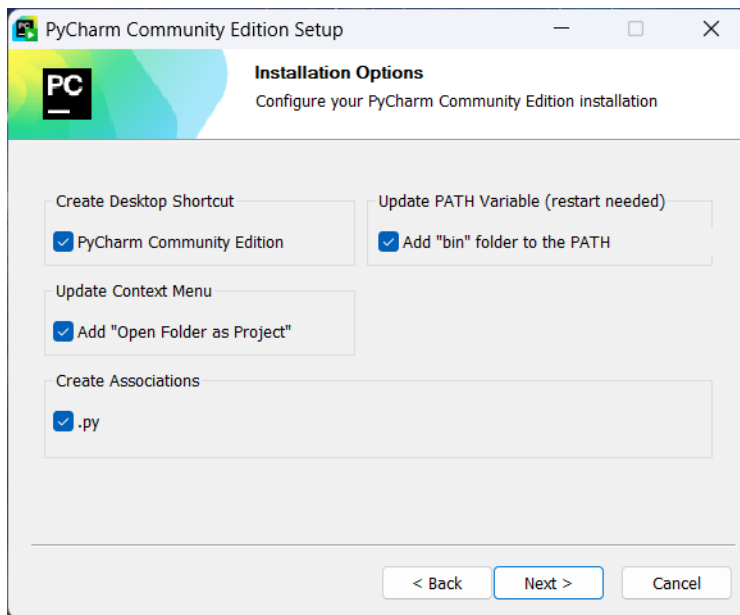 PyCharm Community Edition Setup
PC
Installation Options
Configure your PyCharm Community Edition installation
Create Desktop Shortcut
PyCharm Community Edition
Update PATH Variable (restart needed)
Add "bin" folder to the PATH
Update Context Menu
Add "Open Folder as Project"
Create Associations
.py
< Back
Next >
Cancel